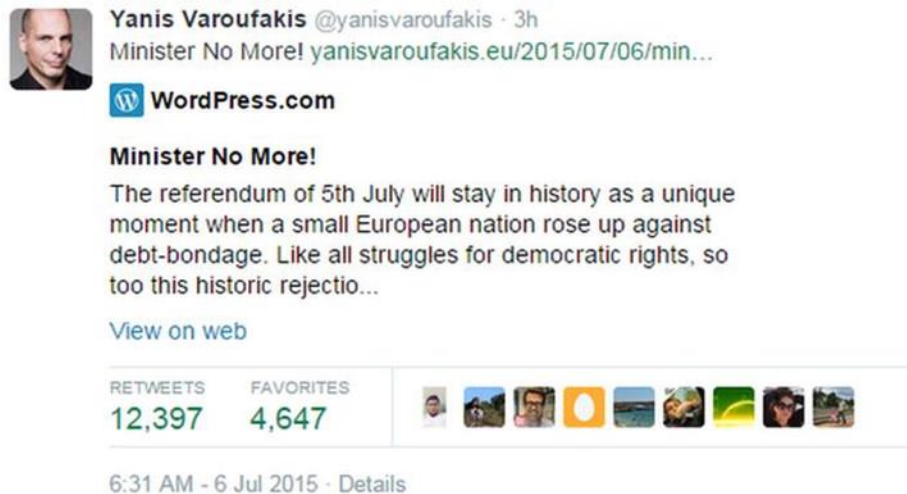 Yanis Varoufakis @yanisvaroufakis · 3h
Minister No More! yanisvaroufakis.eu/2015/07/06/min...
WordPress.com
Minister No More!
The referendum of 5th July will stay in history as a unique
moment when a small European nation rose up against
debt-bondage. Like all struggles for democratic rights, so
too this historic rejectio...
View on web
RETWEETS FAVORITES
12,397 4,647
6:31 AM - 6 Jul 2015 · Details